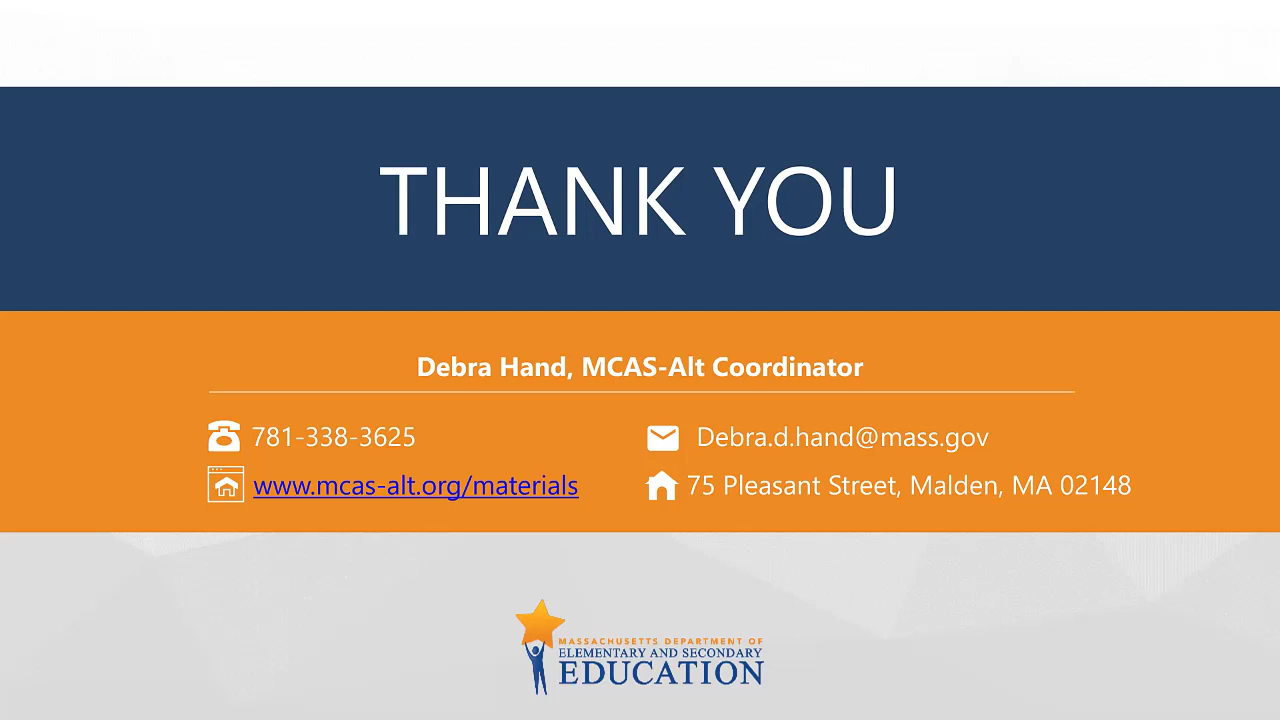 THANK YOU
Debra Hand, MCAS-Alt Coordinator
781-338-3625
Debra.d.hand@mass.gov
www.mcas-alt.org/materials
75 Pleasant Street, Malden, MA 02148
MASSACHUSETTS DEPARTMENT OF
ELEMENTARY AND SECONDARY
EDUCATION